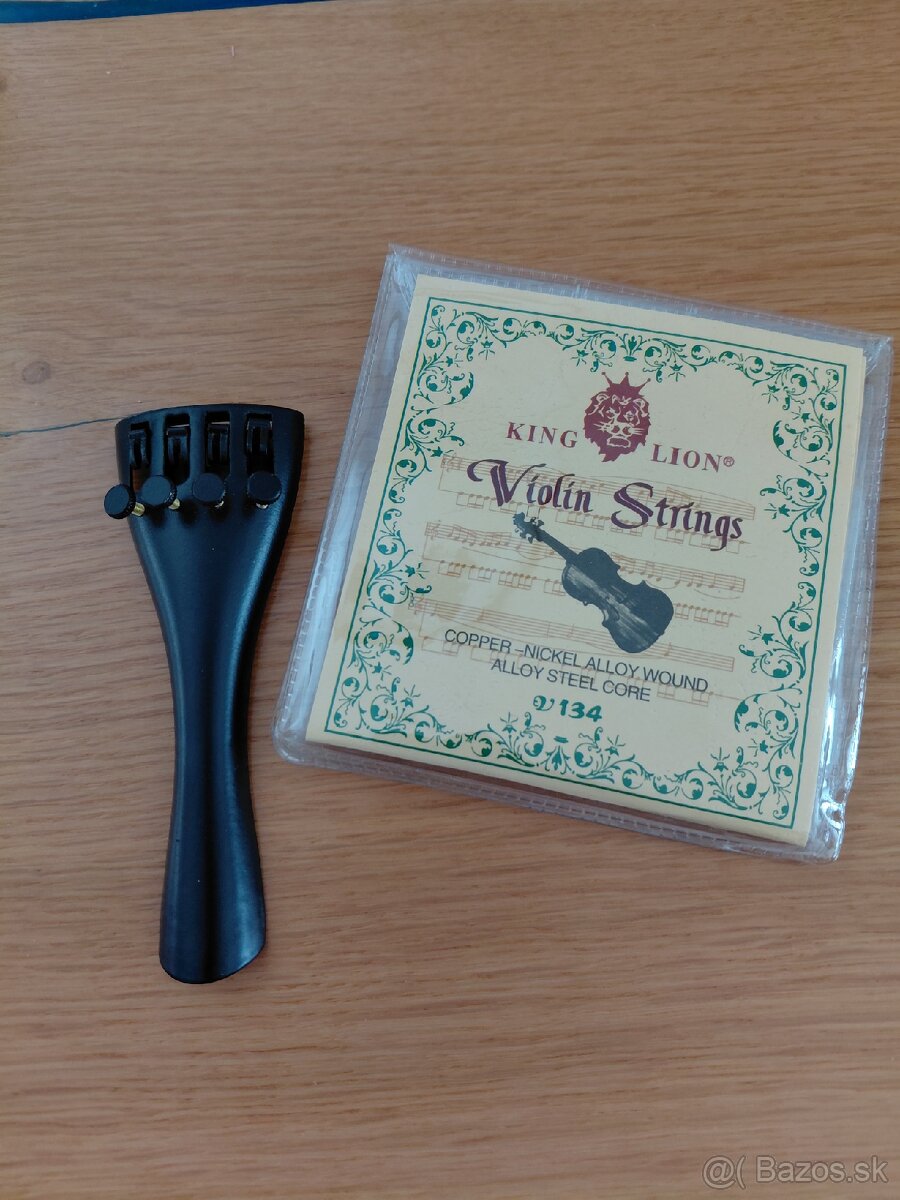 KING LION®
Violin Strings
COPPER-NICKEL ALLOY WOUND
ALLOY STEEL CORE
V134
@( Bazos.sk